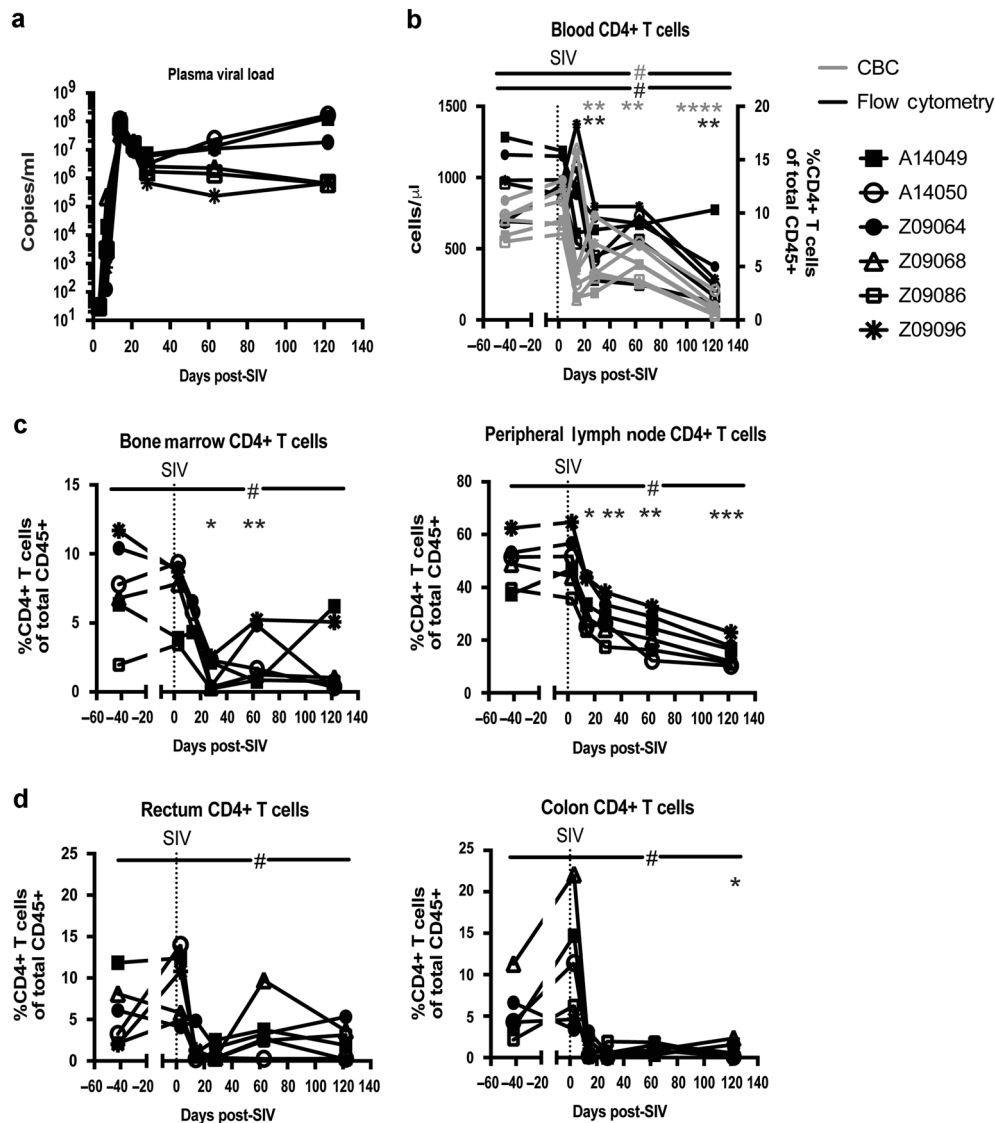 a
Plasma viral load
Copies/ml
10^9
10^8
10^7
10^6
10^5
10^4
10^3
10^2
10^1
0 20 40 60 80 100 120 140
Days post-SIV
b
Blood CD4+ T cells
SIV
#
#
** ** ****
** **
cells/μl
1500
1000
500
0
20
15
10
5
0
%CD4+ T cells
of total CD45+
–60 –40 –20 0 20 40 60 80 100 120 140
Days post-SIV
CBC
Flow cytometry
A14049
A14050
Z09064
Z09068
Z09086
Z09096
c
Bone marrow CD4+ T cells
SIV
#
* **
%CD4+ T cells
of total CD45+
15
10
5
0
–60 –40 –20 0 20 40 60 80 100 120 140
Days post-SIV
Peripheral lymph node CD4+ T cells
SIV
#
* ** ** ***
%CD4+ T cells
of total CD45+
80
60
40
20
0
–60 –40 –20 0 20 40 60 80 100 120 140
Days post-SIV
d
Rectum CD4+ T cells
SIV
#
%CD4+ T cells
of total CD45+
25
20
15
10
5
0
–60 –40 –20 0 20 40 60 80 100 120 140
Days post-SIV
Colon CD4+ T cells
SIV
#
*
%CD4+ T cells
of total CD45+
25
20
15
10
5
0
–60 –40 –20 0 20 40 60 80 100 120 140
Days post-SIV